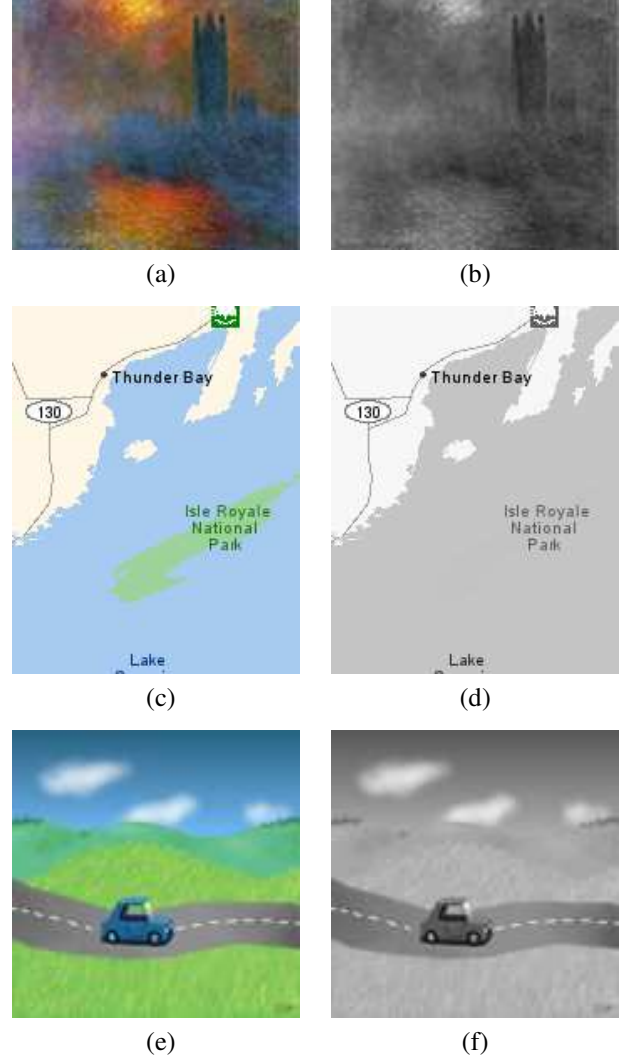 (a)
(b)
Thunder Bay
130
Isle Royale
National
Park
Lake
Thunder Bay
130
Isle Royale
National
Park
Lake
(c)
(d)
(e)
(f)